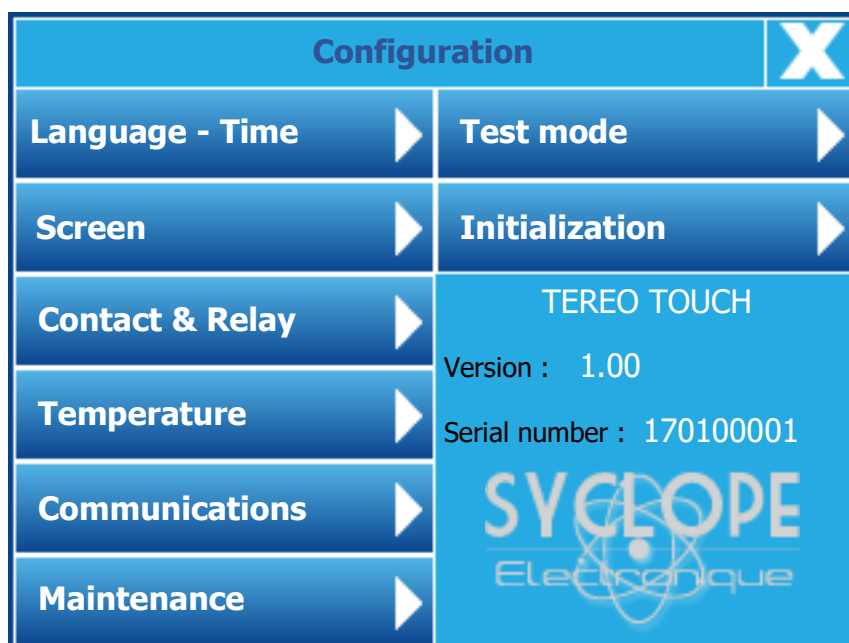 Configuration
X
Language - Time
Test mode
Screen
Initialization
Contact & Relay
TEREO TOUCH
Version : 1.00
Temperature
Serial number : 170100001
Communications
SYCLOPE
Electronique
Maintenance